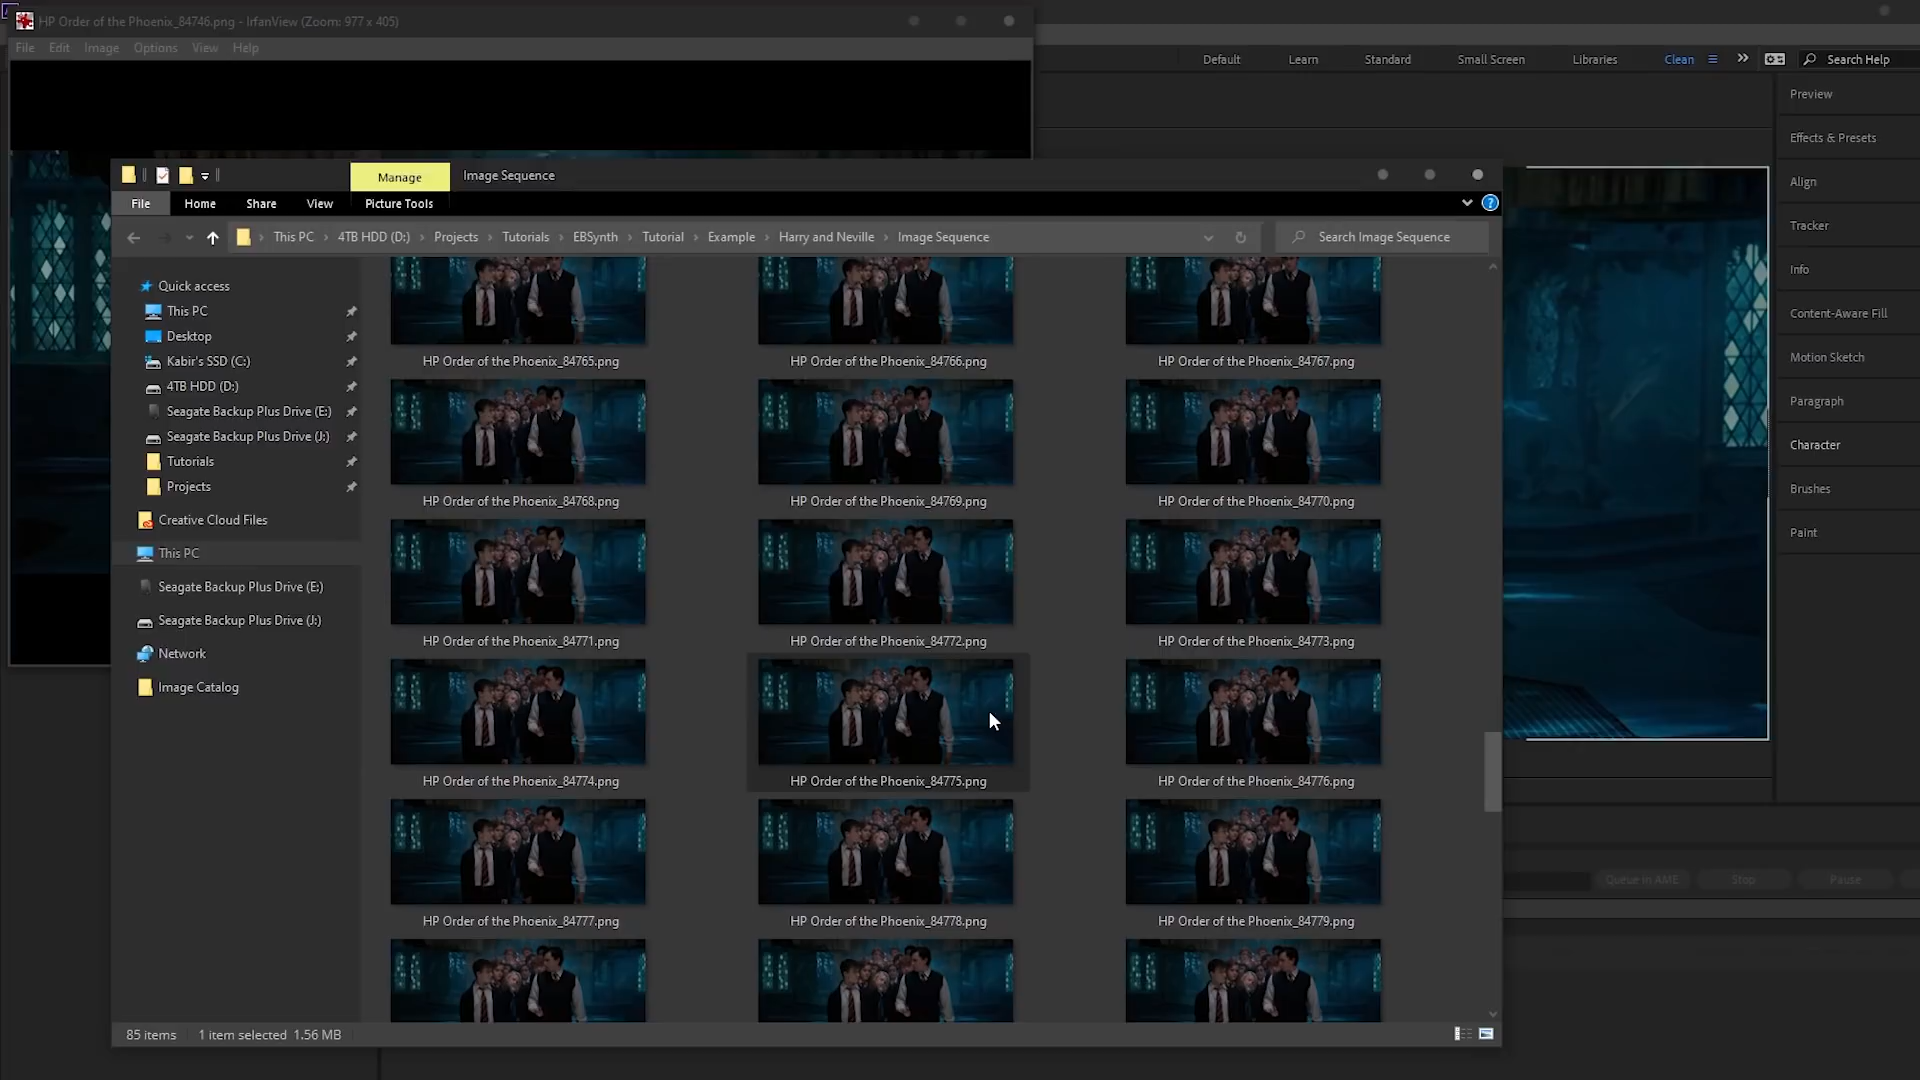 HP Order of the Phoenix_84746.png - IrfanView (Zoom: 977 x 405)
File Edit Image Options View Help
Default Learn Standard Small Screen Libraries Clean Search Help
Preview
Effects & Presets
Align
Tracker
Info
Content-Aware Fill
Motion Sketch
Paragraph
Character
Brushes
Paint
Manage Image Sequence
File Home Share View Picture Tools
This PC > 4TB HDD (D:) > Projects > Tutorials > EBSynth > Tutorial > Example > Harry and Neville > Image Sequence
Search Image Sequence
Quick access
This PC
Desktop
Kabir's SSD (C:)
4TB HDD (D:)
Seagate Backup Plus Drive (E:)
Seagate Backup Plus Drive (J:)
Tutorials
Projects
Creative Cloud Files
This PC
Seagate Backup Plus Drive (E:)
Seagate Backup Plus Drive (J:)
Network
Image Catalog
HP Order of the Phoenix_84765.png HP Order of the Phoenix_84766.png HP Order of the Phoenix_84767.png
HP Order of the Phoenix_84768.png HP Order of the Phoenix_84769.png HP Order of the Phoenix_84770.png
HP Order of the Phoenix_84771.png HP Order of the Phoenix_84772.png HP Order of the Phoenix_84773.png
HP Order of the Phoenix_84774.png HP Order of the Phoenix_84775.png HP Order of the Phoenix_84776.png
HP Order of the Phoenix_84777.png HP Order of the Phoenix_84778.png HP Order of the Phoenix_84779.png
Queue in AME Stop Pause
85 items 1 item selected 1.56 MB